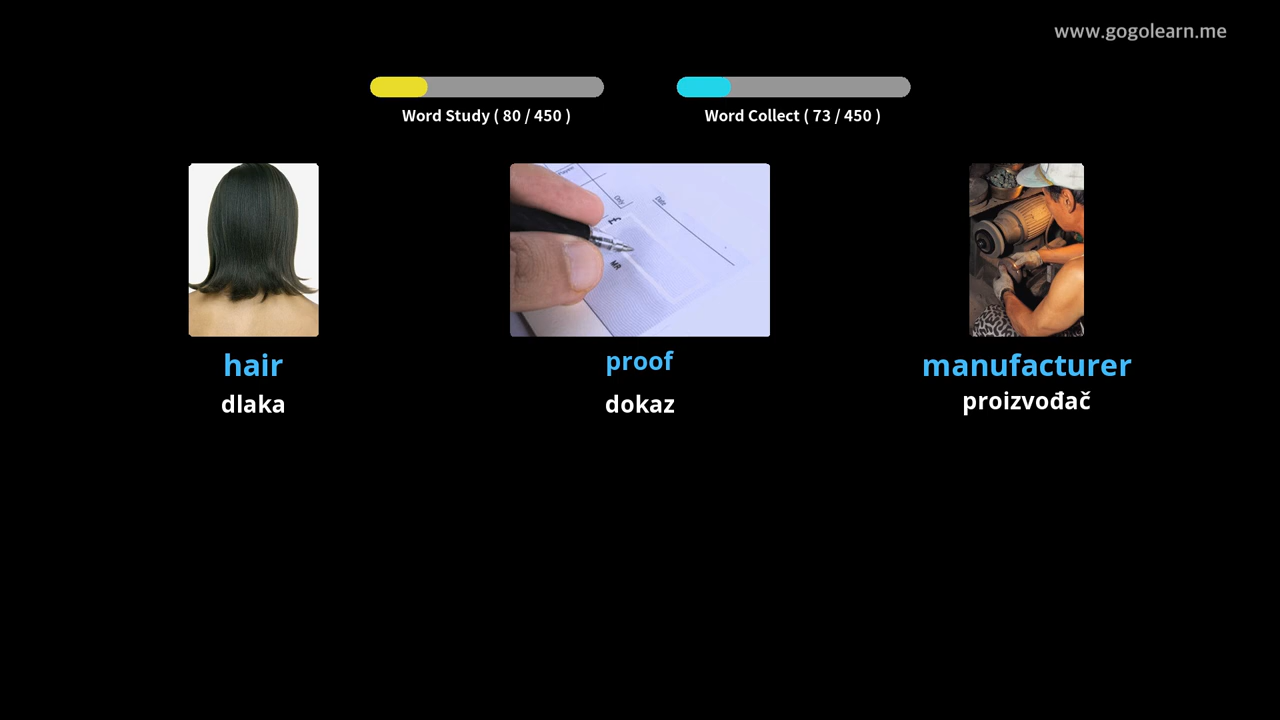 www.gogolearn.me
Word Study ( 80 / 450 )
Word Collect ( 73 / 450 )
hair
proof
manufacturer
dlaka
dokaz
proizvođač